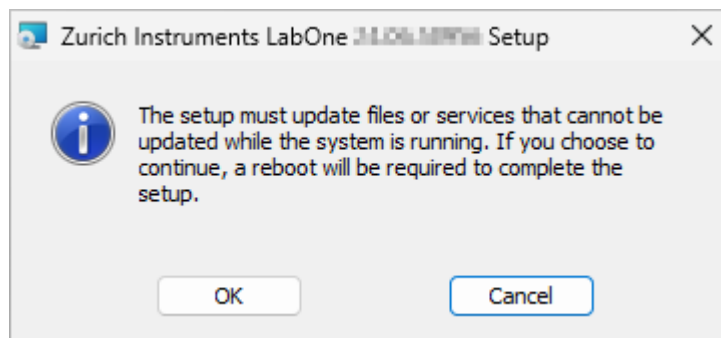 Zurich Instruments LabOne Setup
The setup must update files or services that cannot be
updated while the system is running. If you choose to
continue, a reboot will be required to complete the
setup.
OK Cancel